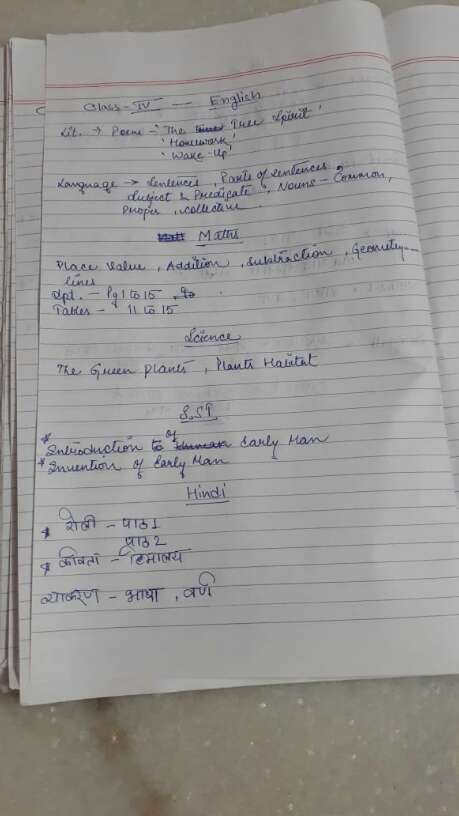 Class-IV — English
Lit. → Poem - The Tree Spirit'
'Homework'
'Wake-Up'
Language → Sentences, Parts of sentences
Subject & Predicate, Nouns - Common,
Proper, collective
Maths
Place Value, Addition, Subtraction, Geometry-
lines
Pg 1 to 15
Tables - 11 to 15
Science
The Green plants, Plants Habitat
S.ST
* Introduction of Early Man
* Invention of Early Man
Hindi
* - पाठ 1
पाठ 2
* कविता - हिमालय
व्याकरण - भाषा, वर्ण